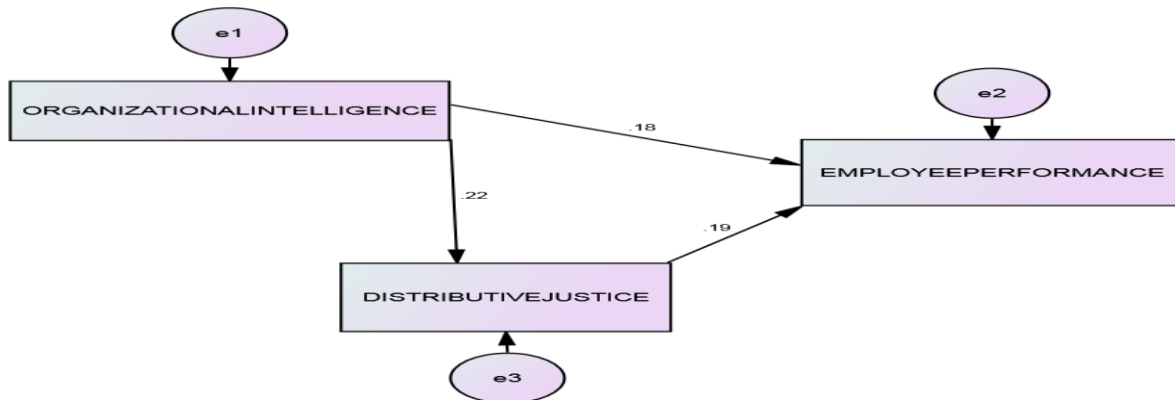 e1
ORGANIZATIONALINTELLIGENCE
e2
.18
EMPLOYEEPERFORMANCE
.22
.19
DISTRIBUTIVEJUSTICE
e3